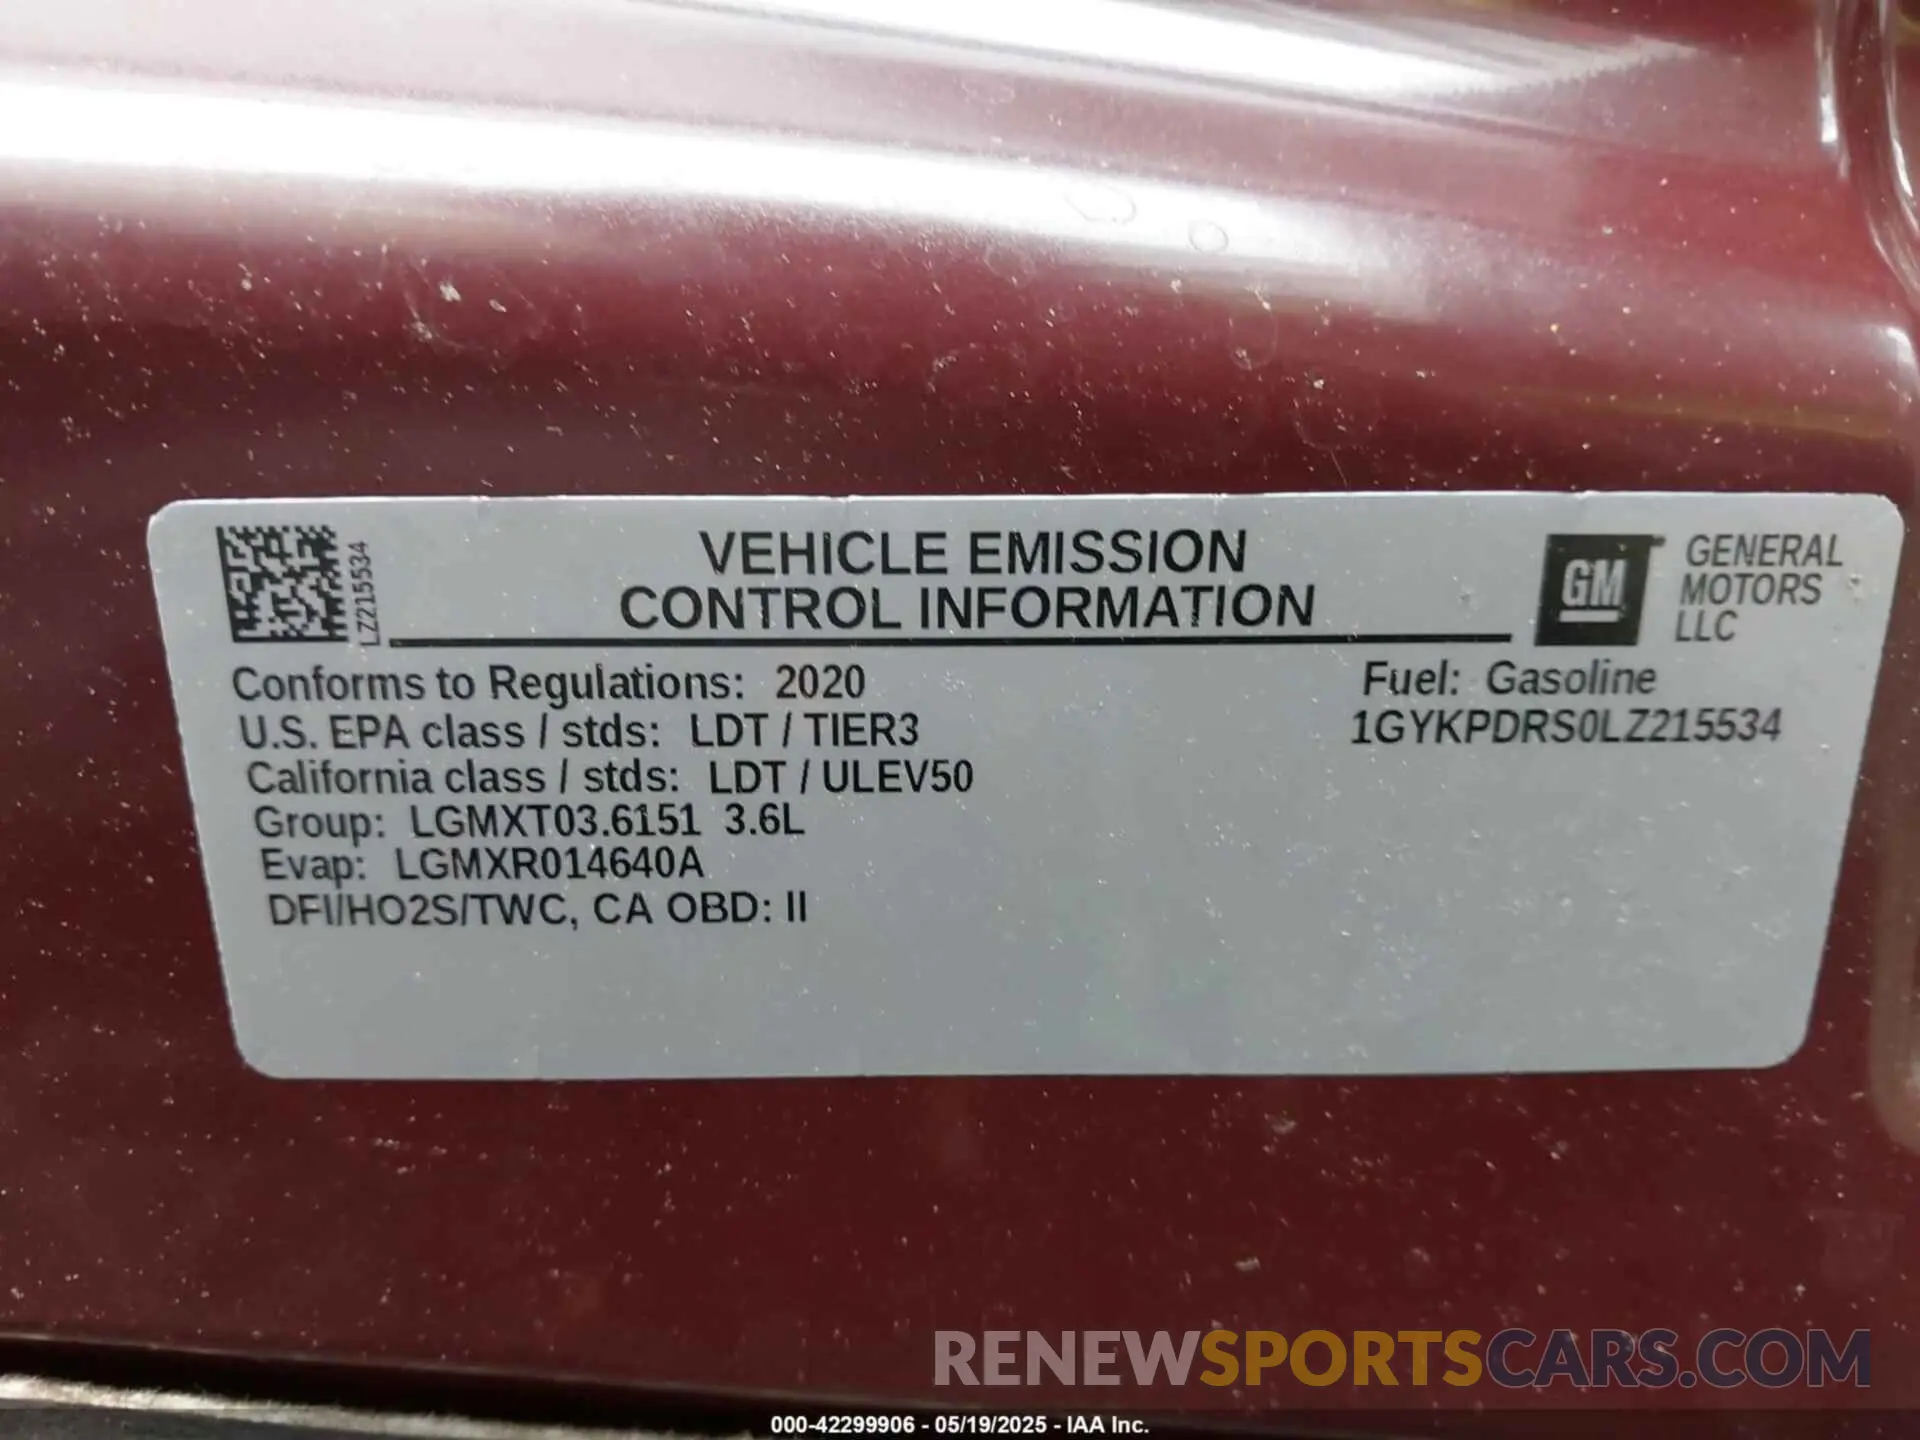 LZ215534
VEHICLE EMISSION
CONTROL INFORMATION
GM
GENERAL
MOTORS
LLC
Conforms to Regulations: 2020
U.S. EPA class / stds: LDT / TIER3
California class / stds: LDT / ULEV50
Group: LGMXT03.6151 3.6L
Evap: LGMXR014640A
DFI/HO2S/TWC, CA OBD: II
Fuel: Gasoline
1GYKPDRS0LZ215534
RENEWSPORTSCARS.COM
000-42299906 - 05/19/2025 - IAA Inc.